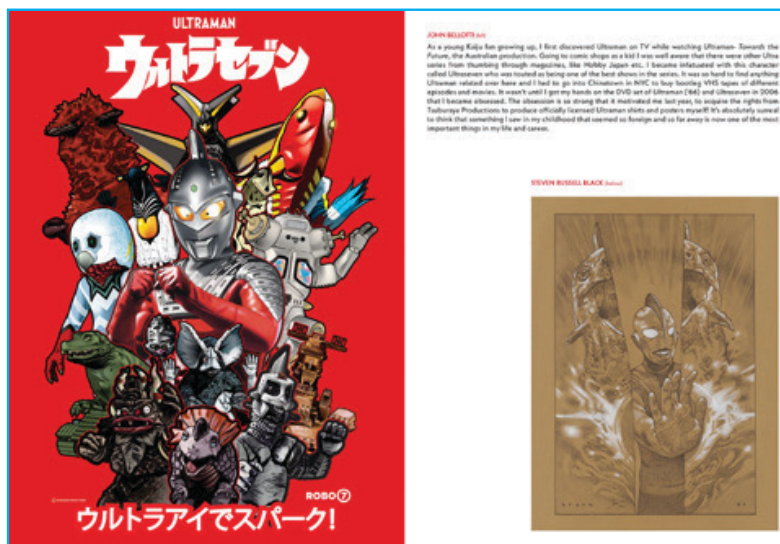 ULTRAMAN
ウルトラセブン
ROBO 7
ウルトラアイでスパーク!
JOHN BELLOTTI (left)
As a young Kaiju fan growing up, I first discovered Ultraman on TV while watching Ultraman- Towards the
Future, the Australian production. Going to comic shops as a kid I was well aware that there were other Ultra
series from thumbing through magazines, like Hobby Japan etc. I became infatuated with this character
called Ultraseven who was touted as being one of the best shows in the series. It was so hard to find anything
Ultraman related over here and I had to go into Chinatown in NYC to buy bootleg VHS tapes of different
episodes and movies. It wasn't until I got my hands on the DVD set of Ultraman ('66) and Ultraseven in 2006
that I became obsessed. The obsession is so strong that it motivated me last year, to acquire the rights from
Tsuburaya Productions to produce officially licensed Ultraman shirts and posters myself! It's absolutely surreal
to think that something I saw in my childhood that seemed so foreign and so far away is now one of the most
important things in my life and career.
STEVEN RUSSELL BLACK (below)